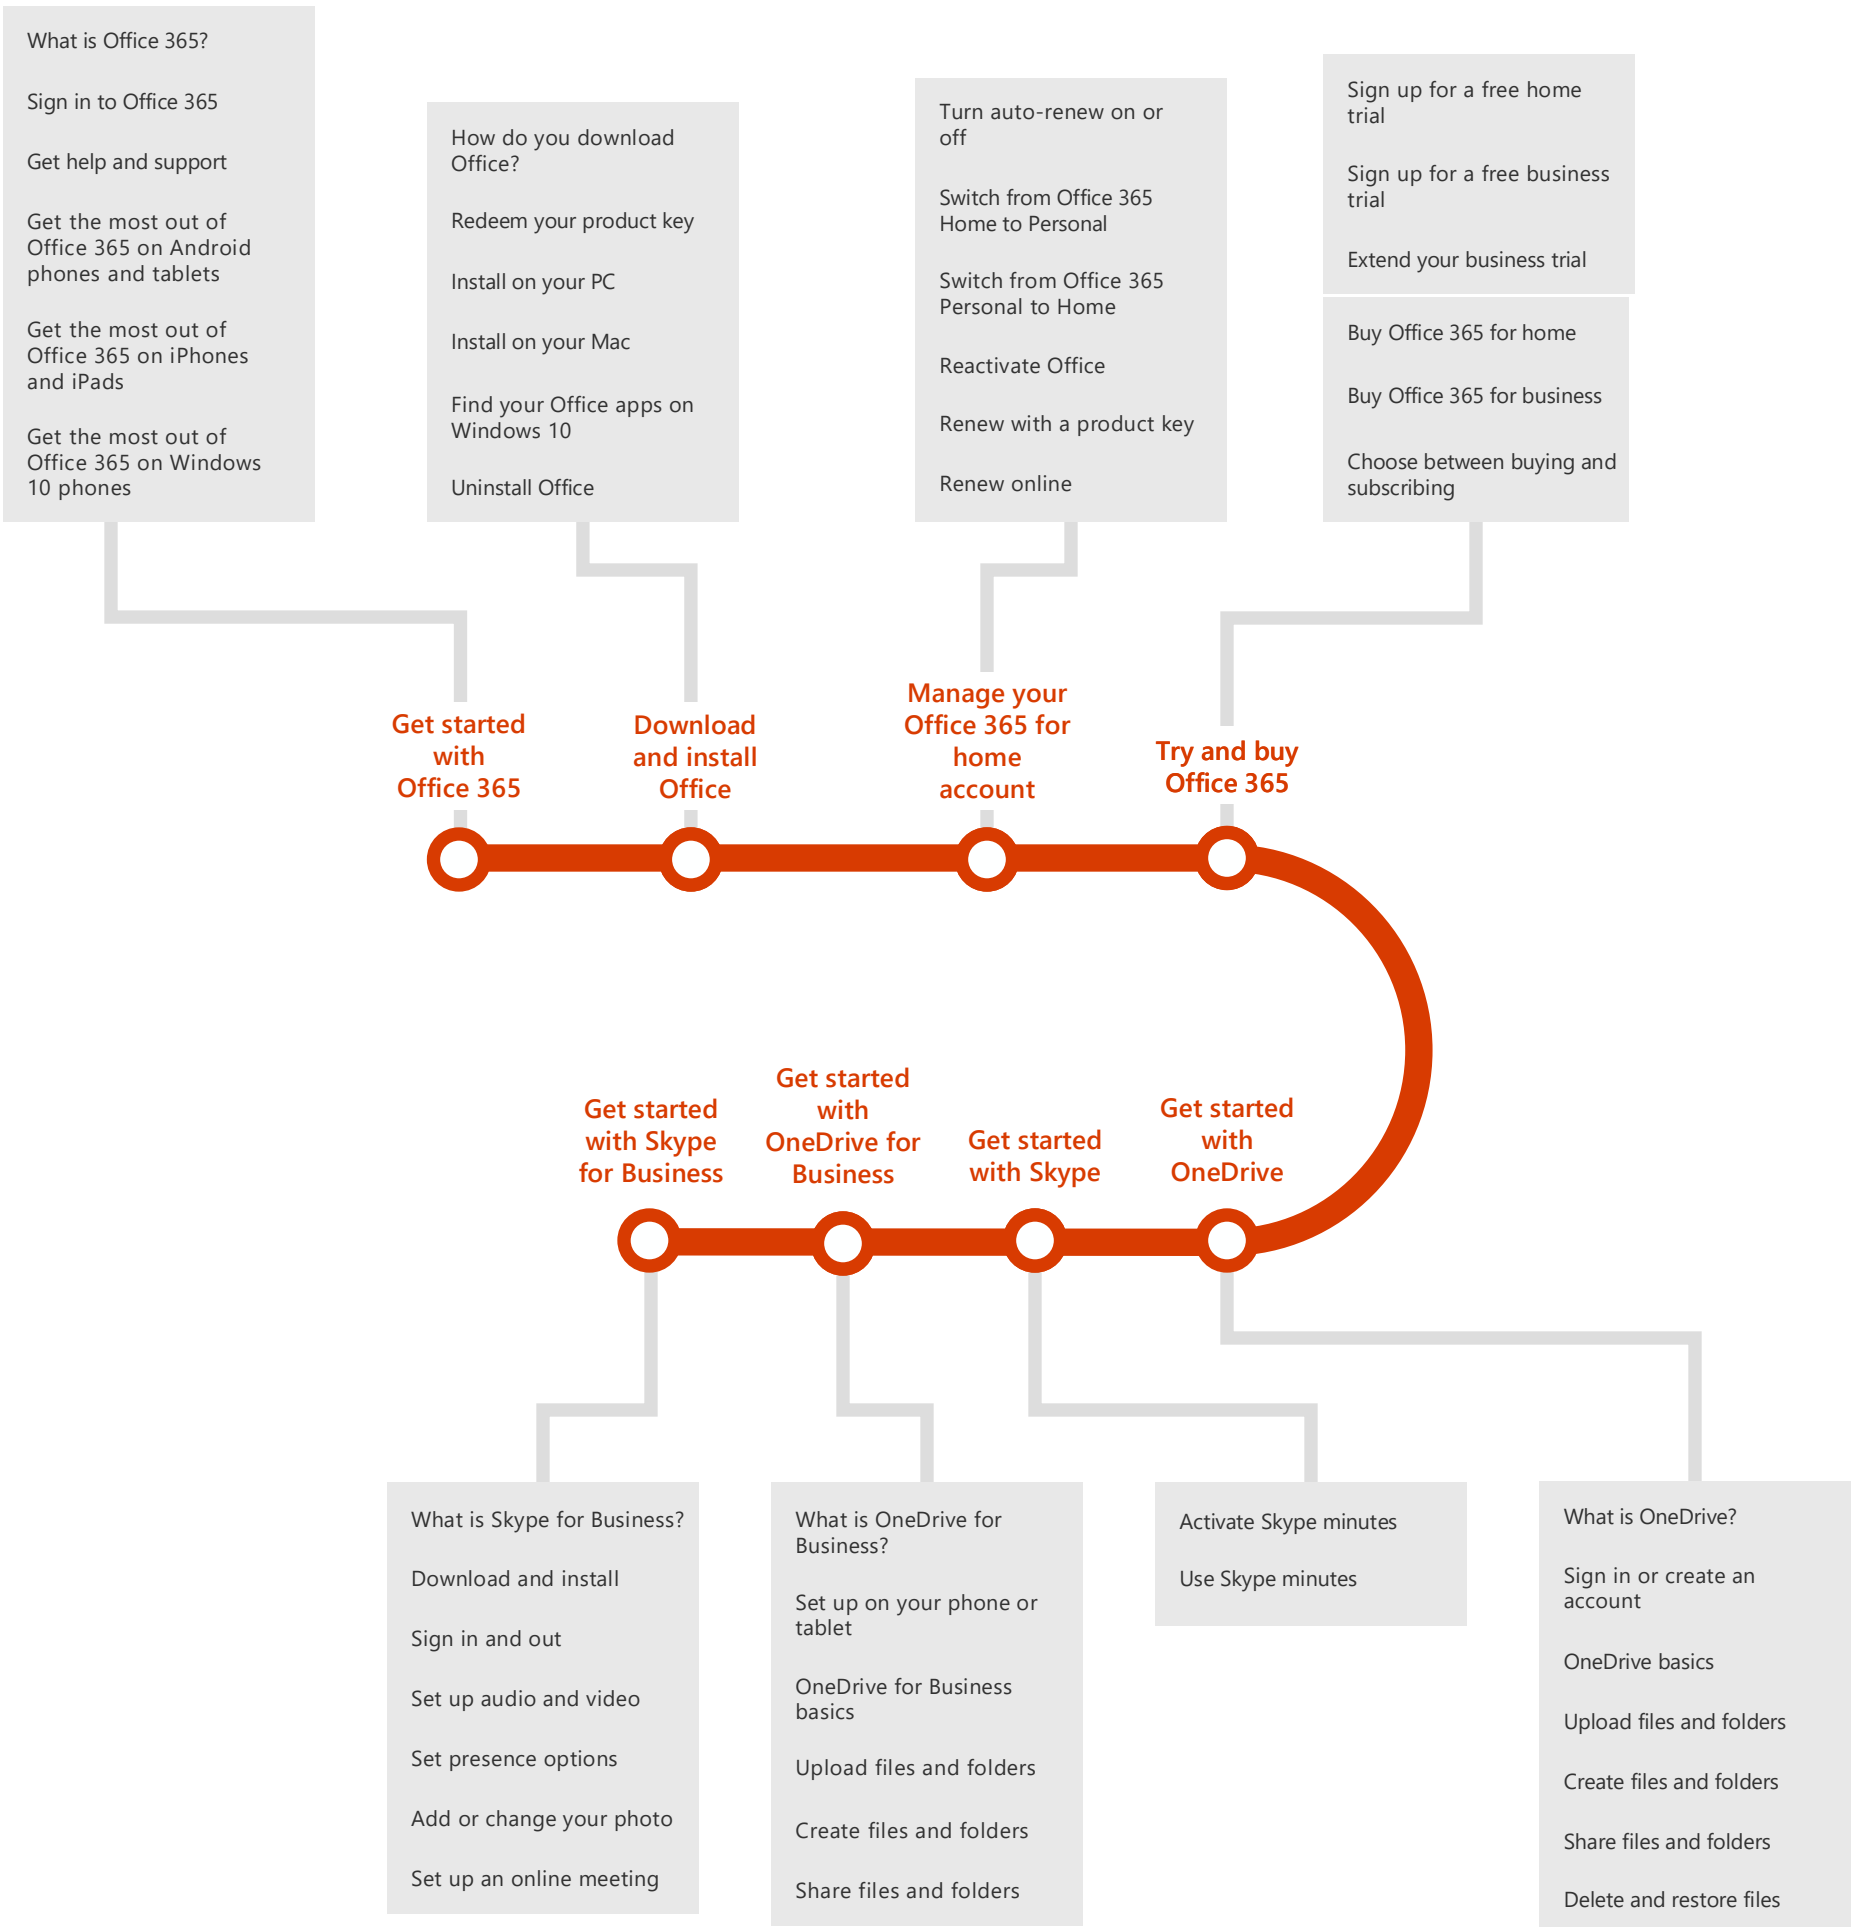 What is Office 365?
Sign in to Office 365
Get help and support
Get the most out of
Office 365 on Android
phones and tablets
Get the most out of
Office 365 on iPhones
and iPads
Get the most out of
Office 365 on Windows
10 phones
How do you download
Office?
Redeem your product key
Install on your PC
Install on your Mac
Find your Office apps on
Windows 10
Uninstall Office
Turn auto-renew on or
off
Switch from Office 365
Home to Personal
Switch from Office 365
Personal to Home
Reactivate Office
Renew with a product key
Renew online
Sign up for a free home
trial
Sign up for a free business
trial
Extend your business trial
Buy Office 365 for home
Buy Office 365 for business
Choose between buying and
subscribing
Get started
with
Office 365
Download
and install
Office
Manage your
Office 365 for
home
account
Try and buy
Office 365
Get started
with Skype
for Business
Get started
with
OneDrive for
Business
Get started
with Skype
Get started
with
OneDrive
What is Skype for Business?
Download and install
Sign in and out
Set up audio and video
Set presence options
Add or change your photo
Set up an online meeting
What is OneDrive for
Business?
Set up on your phone or
tablet
OneDrive for Business
basics
Upload files and folders
Create files and folders
Share files and folders
Activate Skype minutes
Use Skype minutes
What is OneDrive?
Sign in or create an
account
OneDrive basics
Upload files and folders
Create files and folders
Share files and folders
Delete and restore files